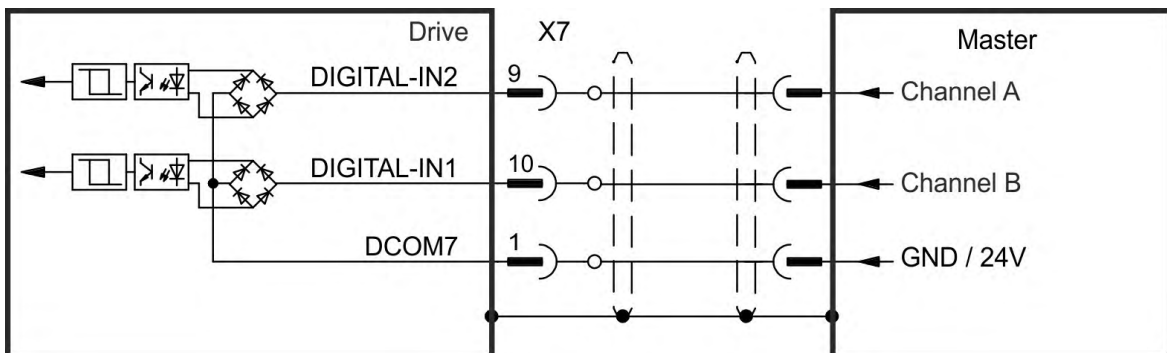 Drive
X7
Master
DIGITAL-IN2
9
Channel A
DIGITAL-IN1
10
Channel B
DCOM7
1
GND / 24V